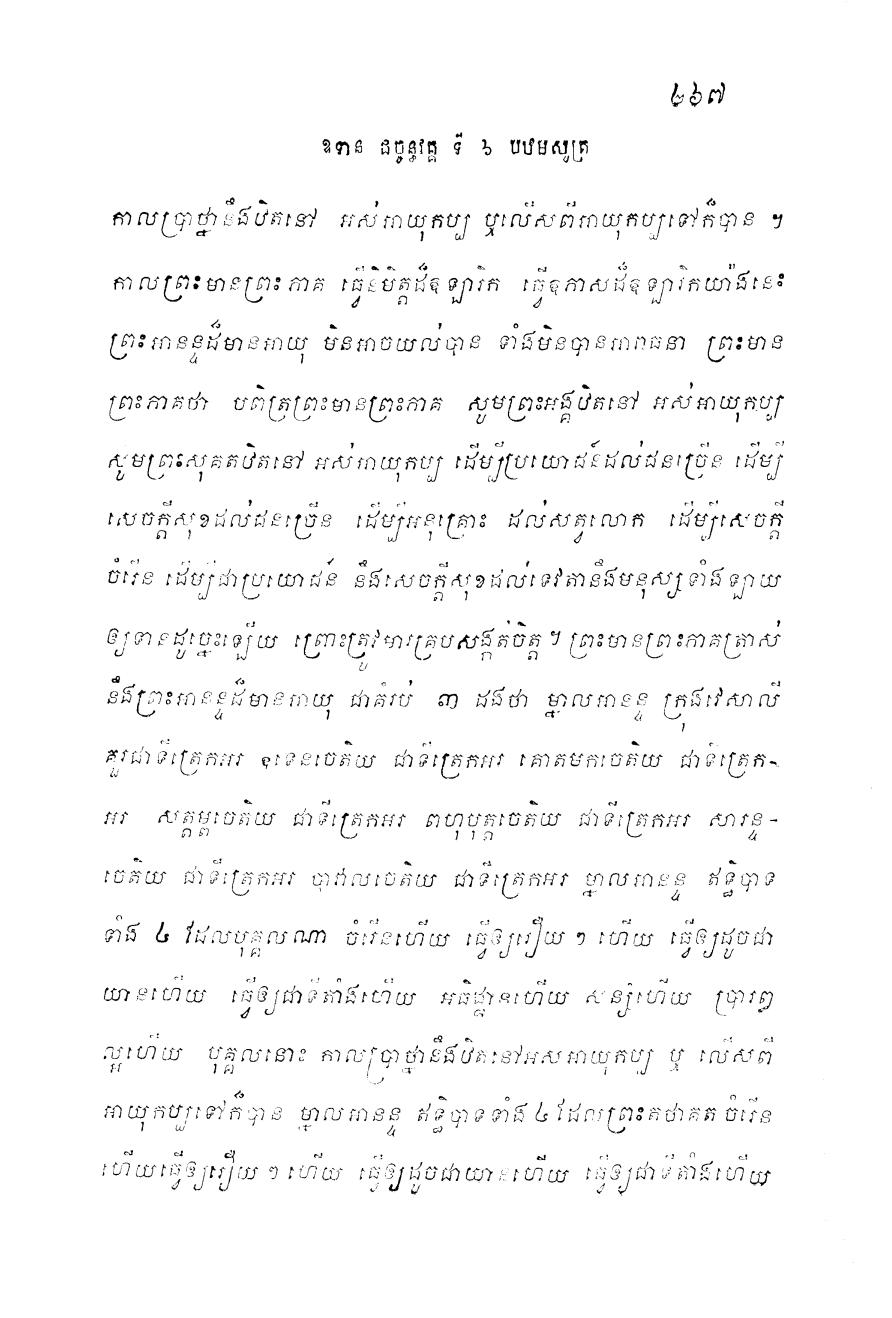 ២៦៧
ឧទាន ជច្ចន្ធវគ្គ ទី ៦ បឋមសូត្រ
កាលប្រាថ្នានឹងឋិតនៅ អស់អាយុកប្ប ឬលើសពីអាយុកប្បទៅក៏បាន ។
កាលព្រះមានព្រះភាគ ធ្វើនិមិត្តដ៏ឧឡារិក ធ្វើឱកាសដ៏ឧឡារិកយ៉ាងនេះ
ព្រះអានន្ទដ៏មានអាយុ មិនអាចយល់បាន ទាំងមិនបានអារាធនា ព្រះមាន
ព្រះភាគថា បពិត្រព្រះមានព្រះភាគ សូមព្រះអង្គឋិតនៅ អស់អាយុកប្ប
សូមព្រះសុគតឋិតនៅ អស់អាយុកប្ប ដើម្បីប្រយោជន៍ដល់ជនច្រើន ដើម្បី
សេចក្តីសុខដល់ជនច្រើន ដើម្បីអនុគ្រោះ ដល់សត្វលោក ដើម្បីសេចក្តី
ចំរើន ដើម្បីជាប្រយោជន៍ នឹងសេចក្តីសុខដល់ទេវតានឹងមនុស្សទាំងឡាយ
ឲ្យទានដូច្នេះឡើយ ព្រោះត្រូវមារគ្របសង្កត់ចិត្ត ។ ព្រះមានព្រះភាគត្រាស់
នឹងព្រះអានន្ទដ៏មានអាយុ ជាគំរប់ ៣ ដងថា ម្នាលអានន្ទ ក្រុងវេសាលី
គួរជាទីត្រេកអរ ឧទេនចេតិយ ជាទីត្រេកអរ គោតមកចេតិយ ជាទីត្រេក-
អរ សត្តម្ពចេតិយ ជាទីត្រេកអរ ពហុបុត្តចេតិយ ជាទីត្រេកអរ សារន្ទ-
ចេតិយ ជាទីត្រេកអរ បាវាលចេតិយ ជាទីត្រេកអរ ម្នាលអានន្ទ ឥទ្ធិបាទ
ទាំង ៤ ដែលបុគ្គលណា ចំរើនហើយ ធ្វើឲ្យរឿយ ៗ ហើយ ធ្វើឲ្យដូចជា
យានហើយ ធ្វើឲ្យជាទីតាំងហើយ អធិដ្ឋានហើយ សន្សំហើយ ប្រារព្ធ
ល្អហើយ បុគ្គលនោះ កាលប្រាថ្នានឹងឋិតនៅអស់អាយុកប្ប ឬ លើសពី
អាយុកប្បទៅក៏បាន ម្នាលអានន្ទ ឥទ្ធិបាទទាំង ៤ ដែលព្រះតថាគត ចំរើន
ហើយធ្វើឲ្យរឿយ ៗ ហើយ ធ្វើឲ្យដូចជាយានហើយ ធ្វើឲ្យជាទីតាំងហើយ